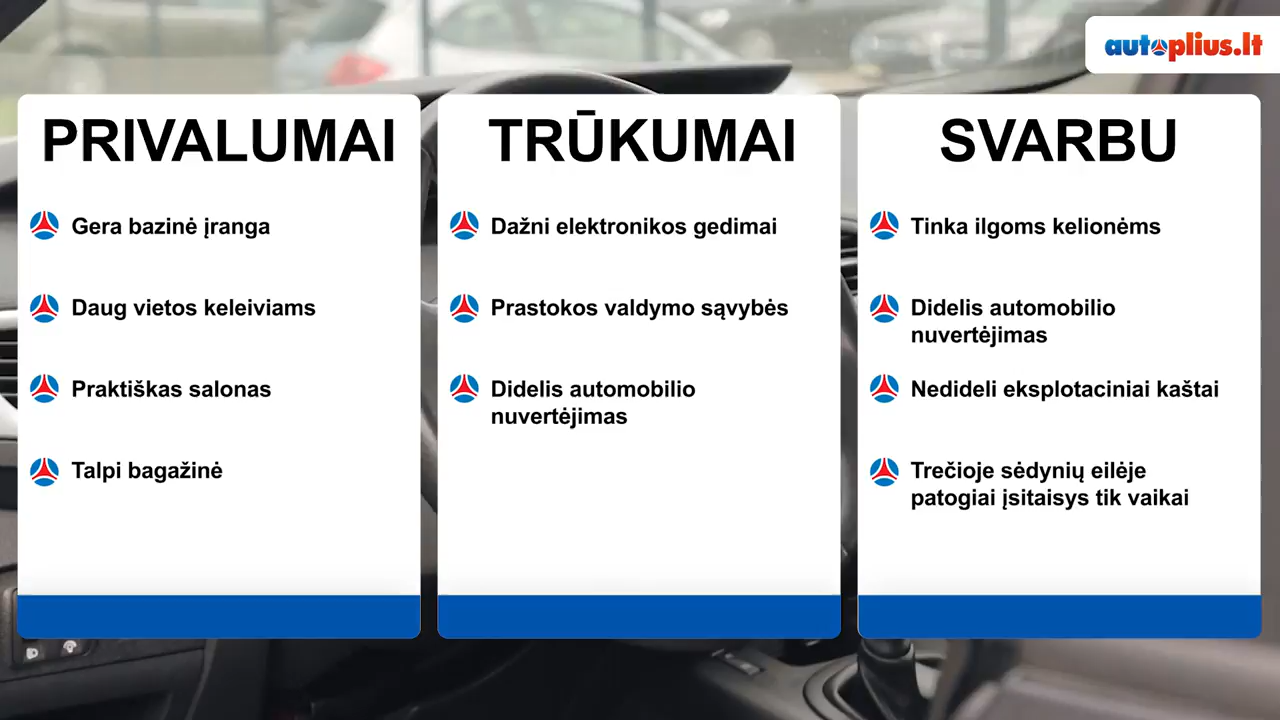 autoplius.lt
PRIVALUMAI
Gera bazinė įranga
Daug vietos keleiviams
Praktiškas salonas
Talpi bagažinė
TRŪKUMAI
Dažni elektronikos gedimai
Prastokos valdymo sąvybės
Didelis automobilio
nuvertėjimas
SVARBU
Tinka ilgoms kelionėms
Didelis automobilio
nuvertėjimas
Nedideli eksplotaciniai kaštai
Trečioje sėdynių eilėje
patogiai įsitaisys tik vaikai